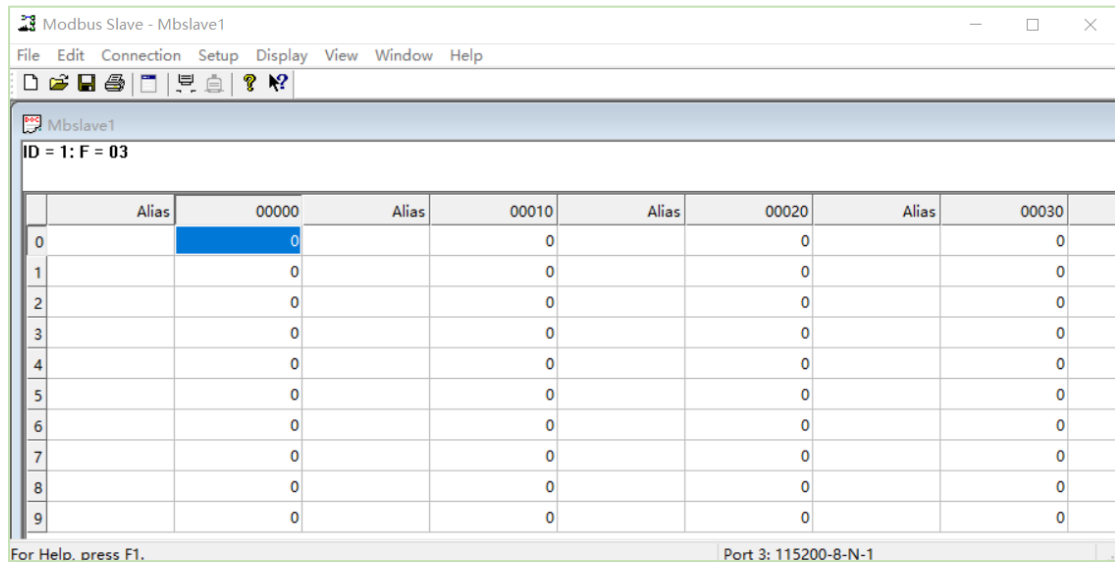 Modbus Slave - Mbslave1
File Edit Connection Setup Display View Window Help
Mbslave1
ID = 1: F = 03
Alias 00000 Alias 00010 Alias 00020 Alias 00030
0 0 0 0 0
1 0 0 0 0
2 0 0 0 0
3 0 0 0 0
4 0 0 0 0
5 0 0 0 0
6 0 0 0 0
7 0 0 0 0
8 0 0 0 0
9 0 0 0 0
For Help, press F1. Port 3: 115200-8-N-1